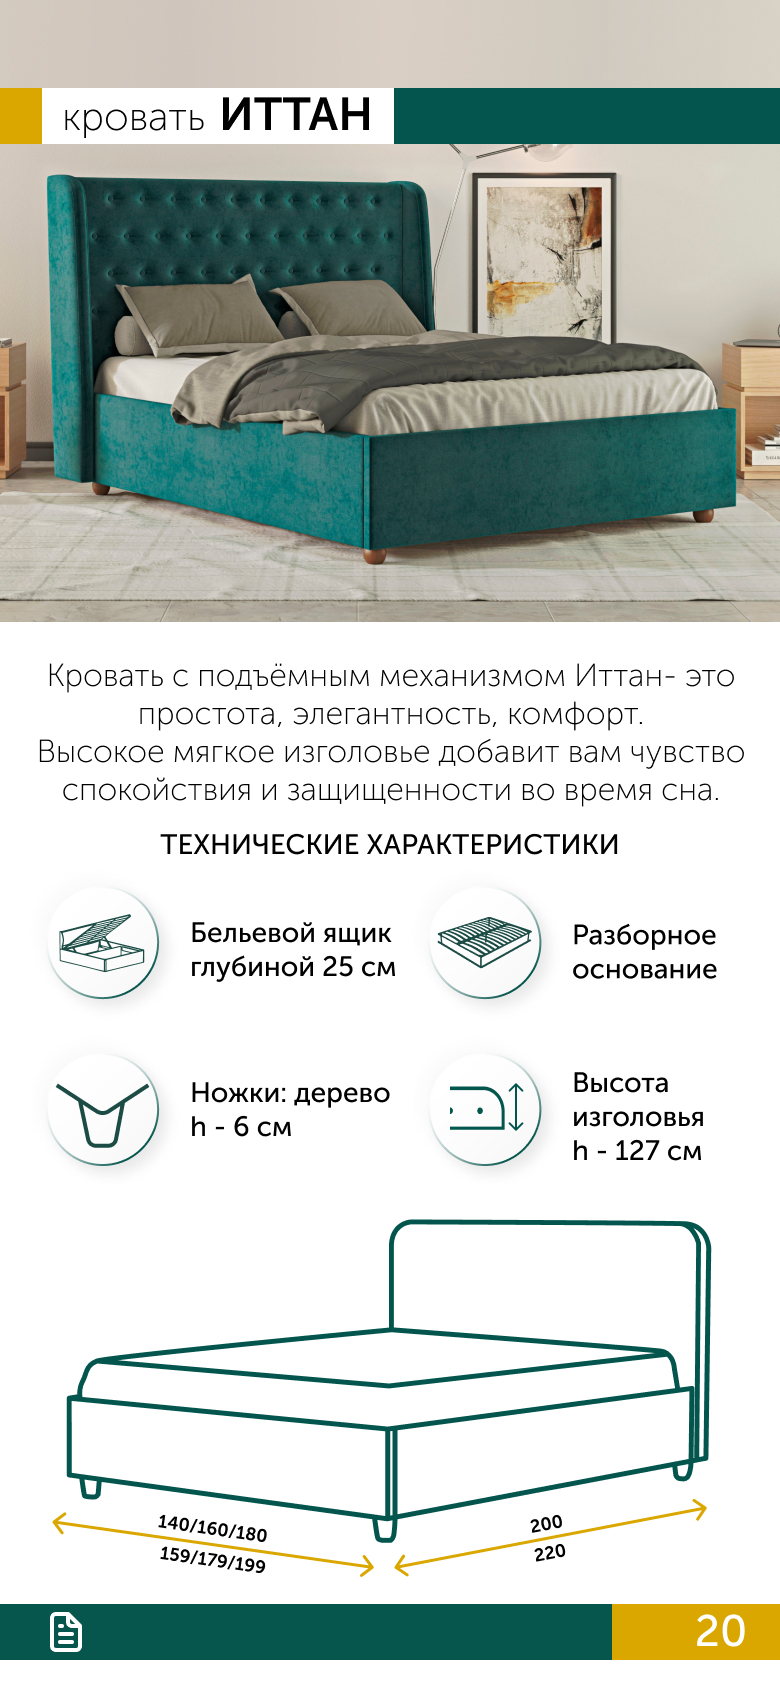 кровать ИТТАН
Кровать с подъёмным механизмом Иттан- это
простота, элегантность, комфорт.
Высокое мягкое изголовье добавит вам чувство
спокойствия и защищенности во время сна.
ТЕХНИЧЕСКИЕ ХАРАКТЕРИСТИКИ
Бельевой ящик
глубиной 25 см
Разборное
основание
Ножки: дерево
h - 6 см
Высота
изголовья
h - 127 см
140/160/180
159/179/199
200
220
20